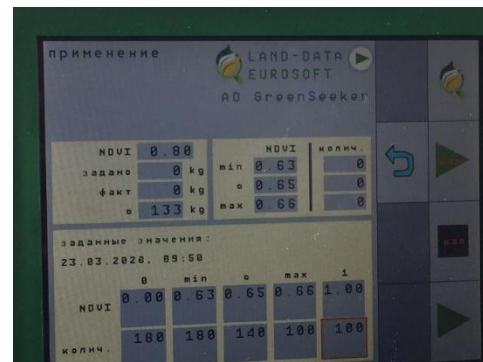 применение
LAND-DATA
EUROSOFT
AO GreenSeeker
NDVI 0.80
задано 0 kg
факт 0 kg
ø 133 kg
NDVI колич.
min 0.63 0
ø 0.65 0
max 0.66 0
заданные значения:
23.03.2020, 09:50
0 min ø max 1
NDVI 0.00 0.63 0.65 0.66 1.00
колич. 180 180 140 100 100